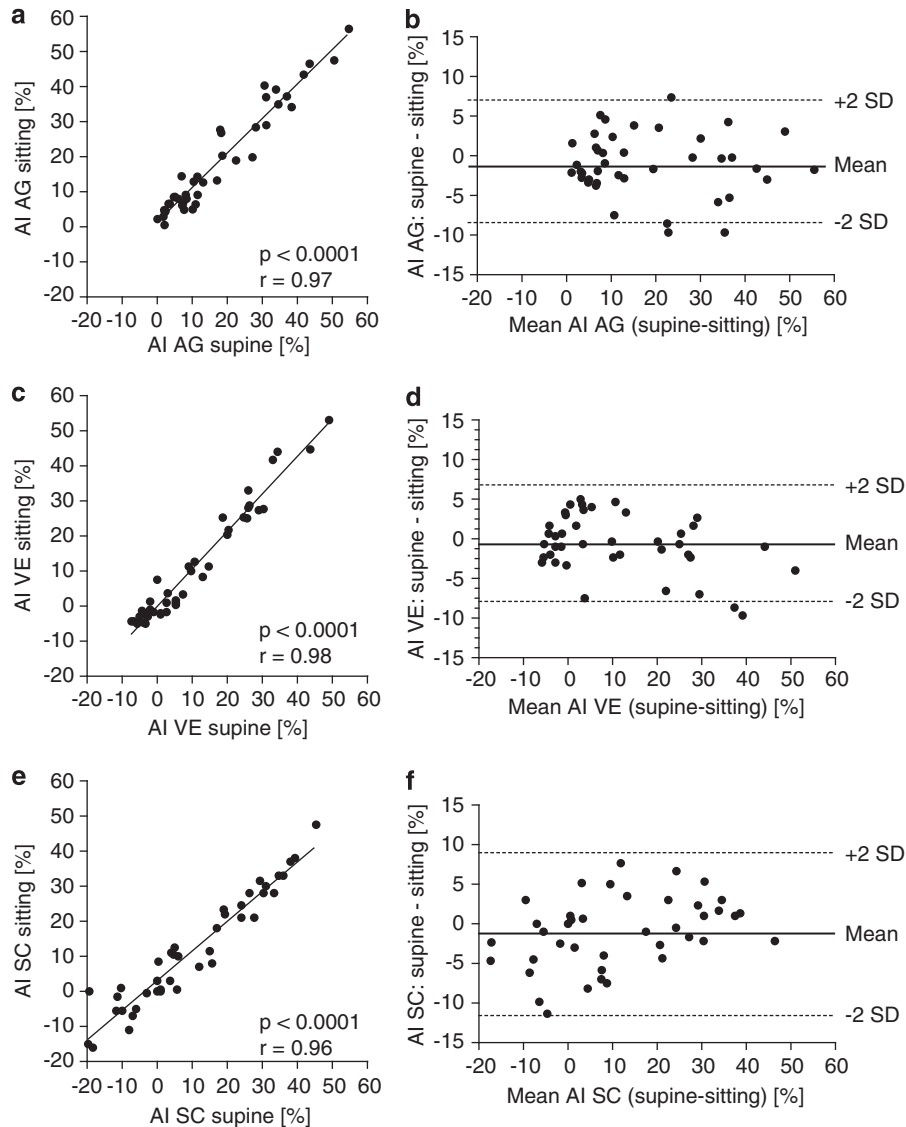 a
60
50
40
30
20
10
0
-10
-20
AI AG sitting [%]
p < 0.0001
r = 0.97
-20 -10 0 10 20 30 40 50 60
AI AG supine [%]
b
15
10
5
0
-5
-10
-15
AI AG: supine - sitting [%]
+2 SD
Mean
-2 SD
-20 -10 0 10 20 30 40 50 60
Mean AI AG (supine-sitting) [%]
c
60
50
40
30
20
10
0
-10
-20
AI VE sitting [%]
p < 0.0001
r = 0.98
-20 -10 0 10 20 30 40 50 60
AI VE supine [%]
d
15
10
5
0
-5
-10
-15
AI VE: supine - sitting [%]
+2 SD
Mean
-2 SD
-20 -10 0 10 20 30 40 50 60
Mean AI VE (supine-sitting) [%]
e
60
50
40
30
20
10
0
-10
-20
AI SC sitting [%]
p < 0.0001
r = 0.96
-20 -10 0 10 20 30 40 50 60
AI SC supine [%]
f
15
10
5
0
-5
-10
-15
AI SC: supine - sitting [%]
+2 SD
Mean
-2 SD
-20 -10 0 10 20 30 40 50 60
Mean AI SC (supine-sitting) [%]